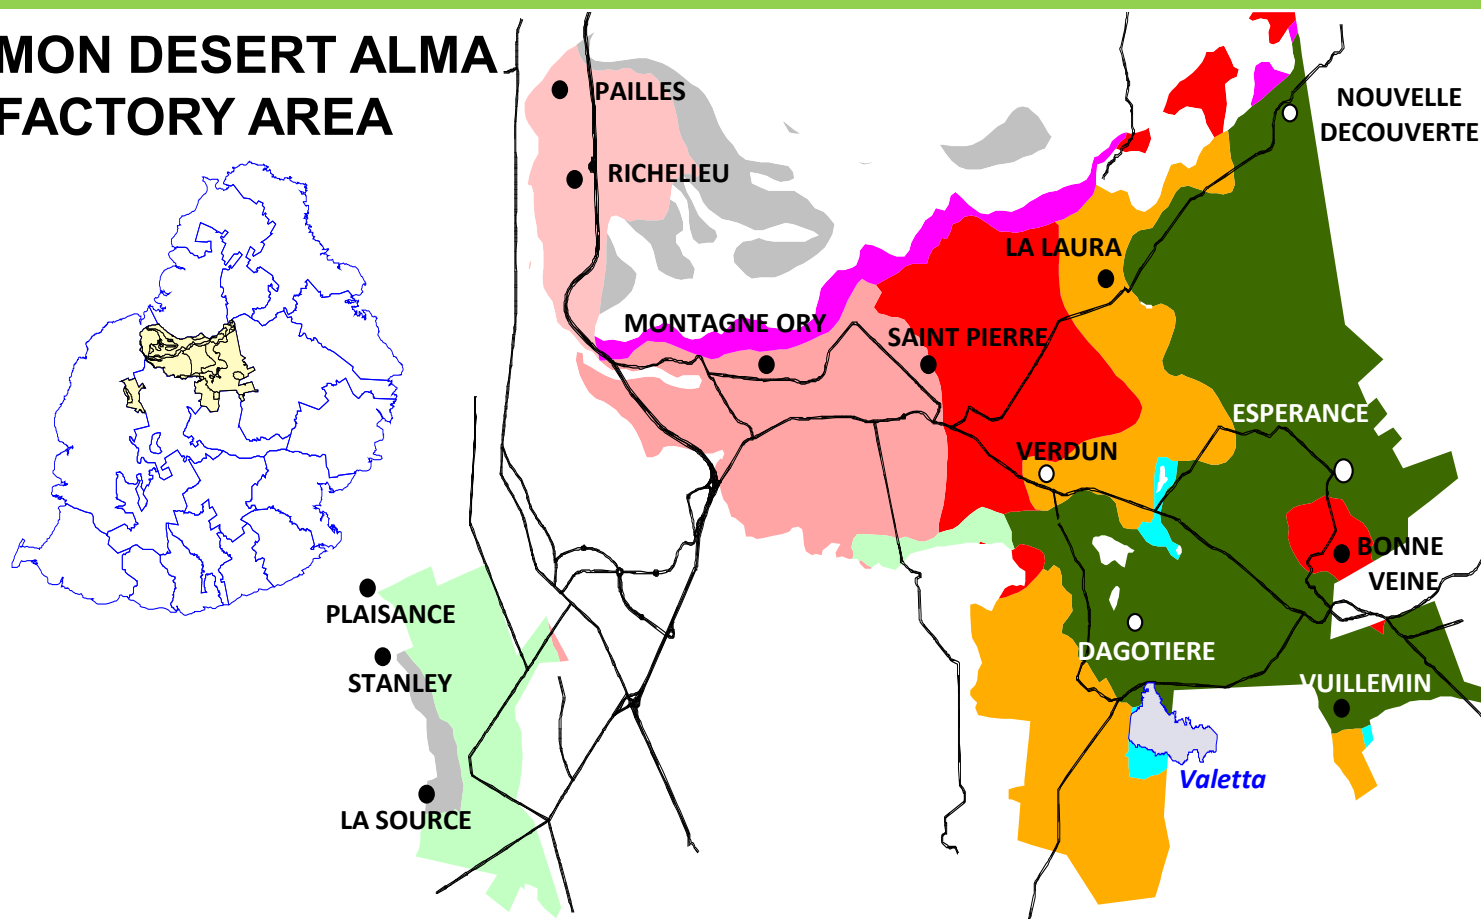 MON DESERT ALMA
FACTORY AREA
PAILLES
NOUVELLE
DECOUVERTE
RICHELIEU
LA LAURA
MONTAGNE ORY
SAINT PIERRE
ESPERANCE
VERDUN
BONNE
VEINE
PLAISANCE
DAGOTIERE
STANLEY
VUILLEMIN
Valetta
LA SOURCE